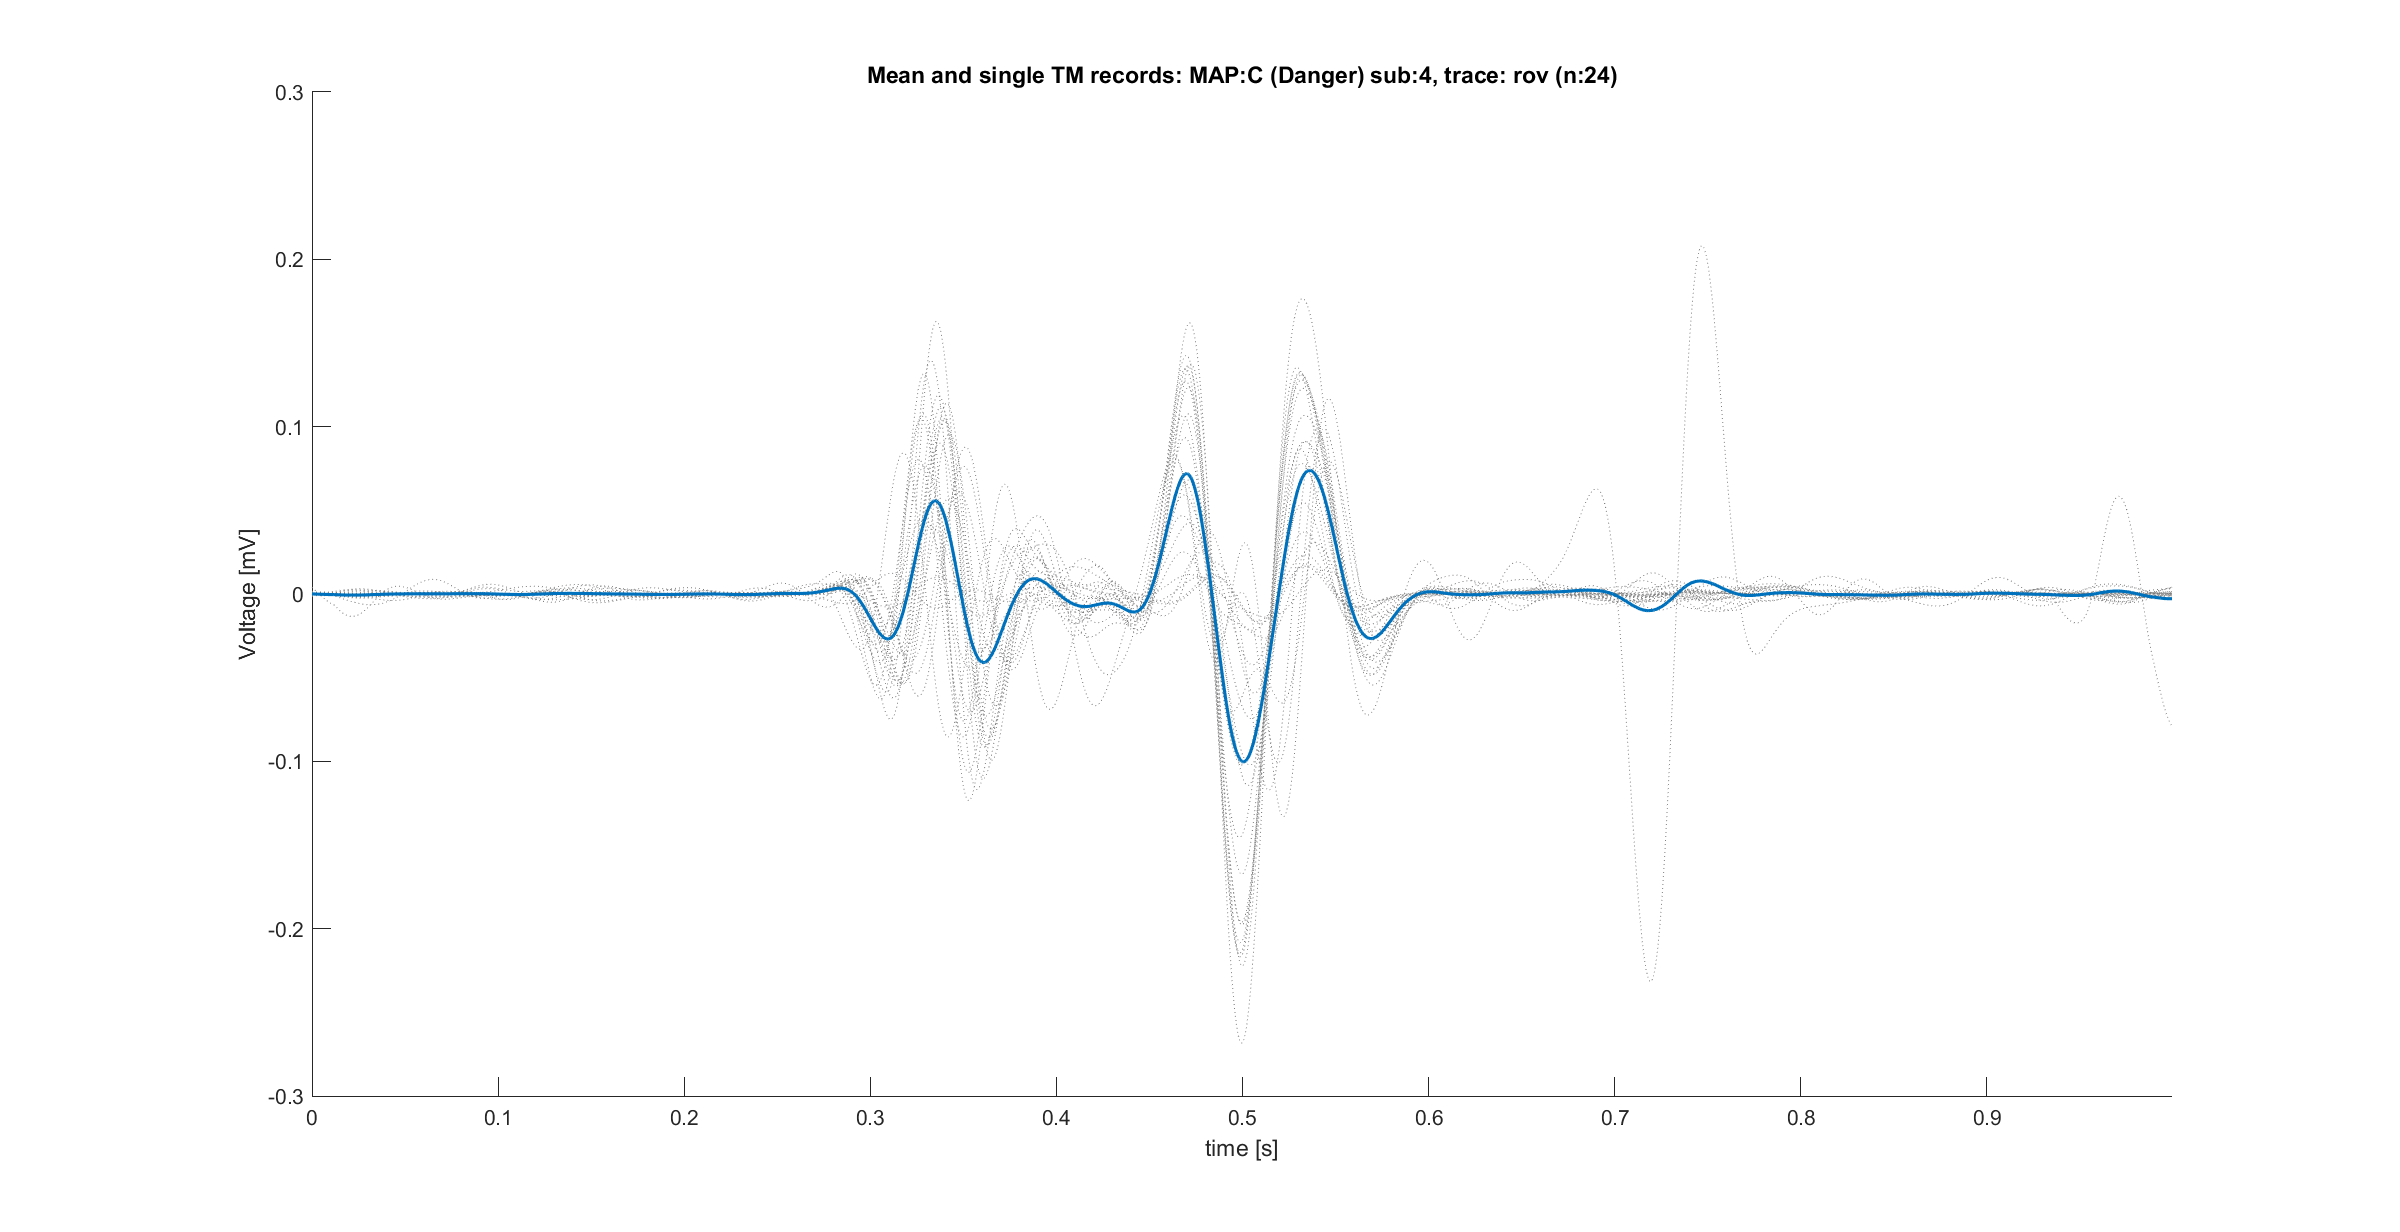 Mean and single TM records: MAP:C (Danger) sub:4, trace: rov (n:24)
0.3
0.2
0.1
0
-0.1
-0.2
-0.3
Voltage [mV]
0 0.1 0.2 0.3 0.4 0.5 0.6 0.7 0.8 0.9
time [s]